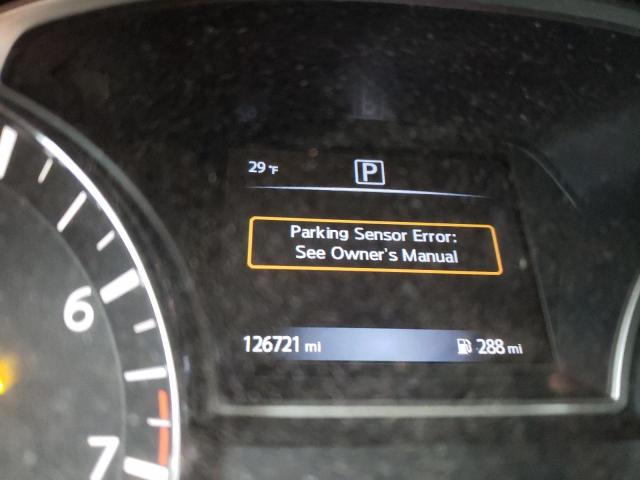 29 °F
P
Parking Sensor Error:
See Owner's Manual
126721 mi
288 mi
6
7